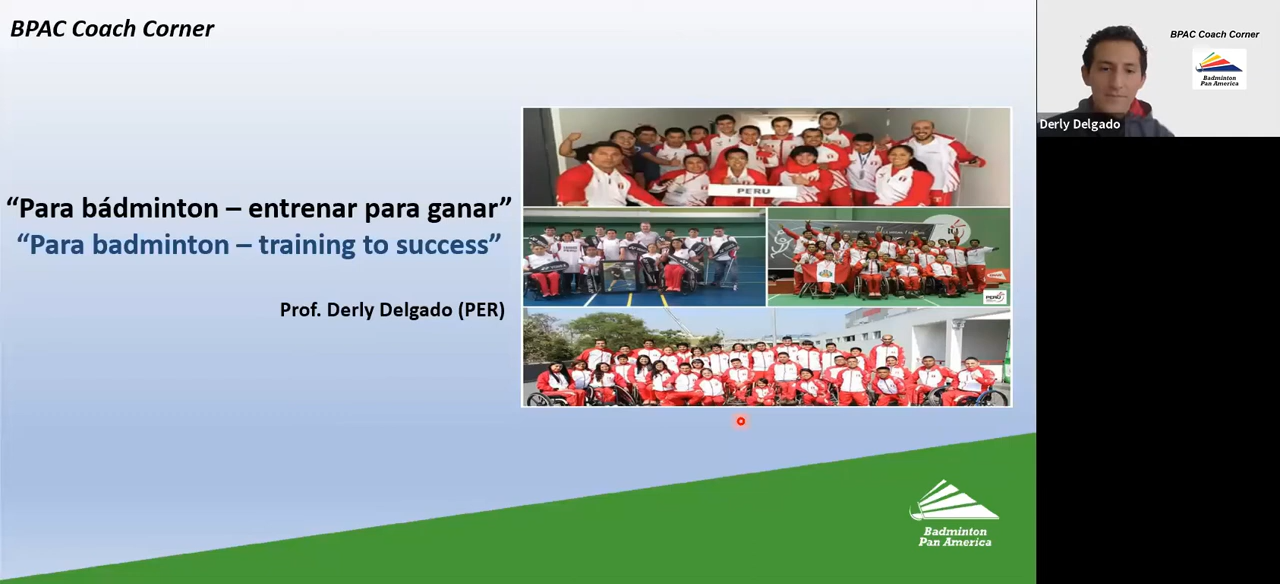 BPAC Coach Corner
“Para bádminton – entrenar para ganar”
“Para badminton – training to success”
Prof. Derly Delgado (PER)
PERU
PERU
Badminton
Pan America
BPAC Coach Corner
Badminton
Pan America
Derly Delgado